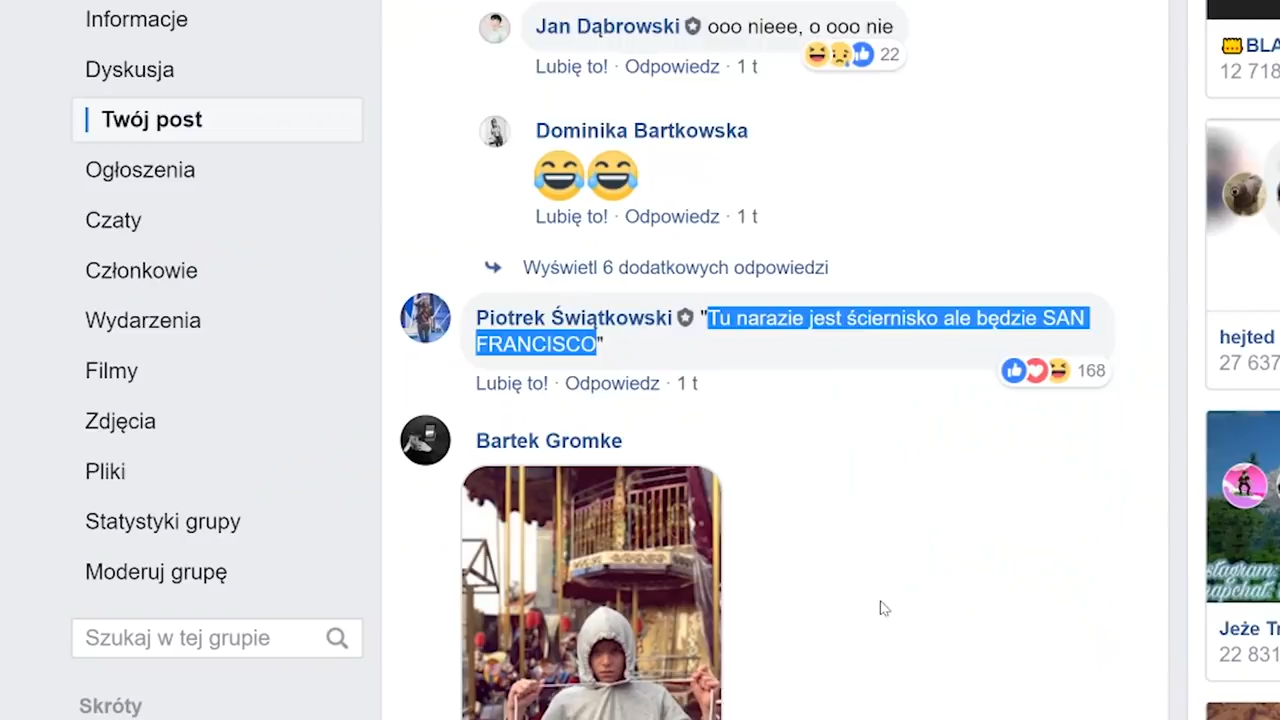 Informacje
Dyskusja
Twój post
Ogłoszenia
Czaty
Członkowie
Wydarzenia
Filmy
Zdjęcia
Pliki
Statystyki grupy
Moderuj grupę
Szukaj w tej grupie
Skróty
Jan Dąbrowski ooo nieee, o ooo nie
22
Lubię to! · Odpowiedz · 1 t
Dominika Bartkowska
😂😂
Lubię to! · Odpowiedz · 1 t
Wyświetl 6 dodatkowych odpowiedzi
Piotrek Świątkowski "Tu narazie jest ściernisko ale będzie SAN
FRANCISCO"
168
Lubię to! · Odpowiedz · 1 t
Bartek Gromke
BLA
12 718
hejted
27 637
Jeże Tr
22 831